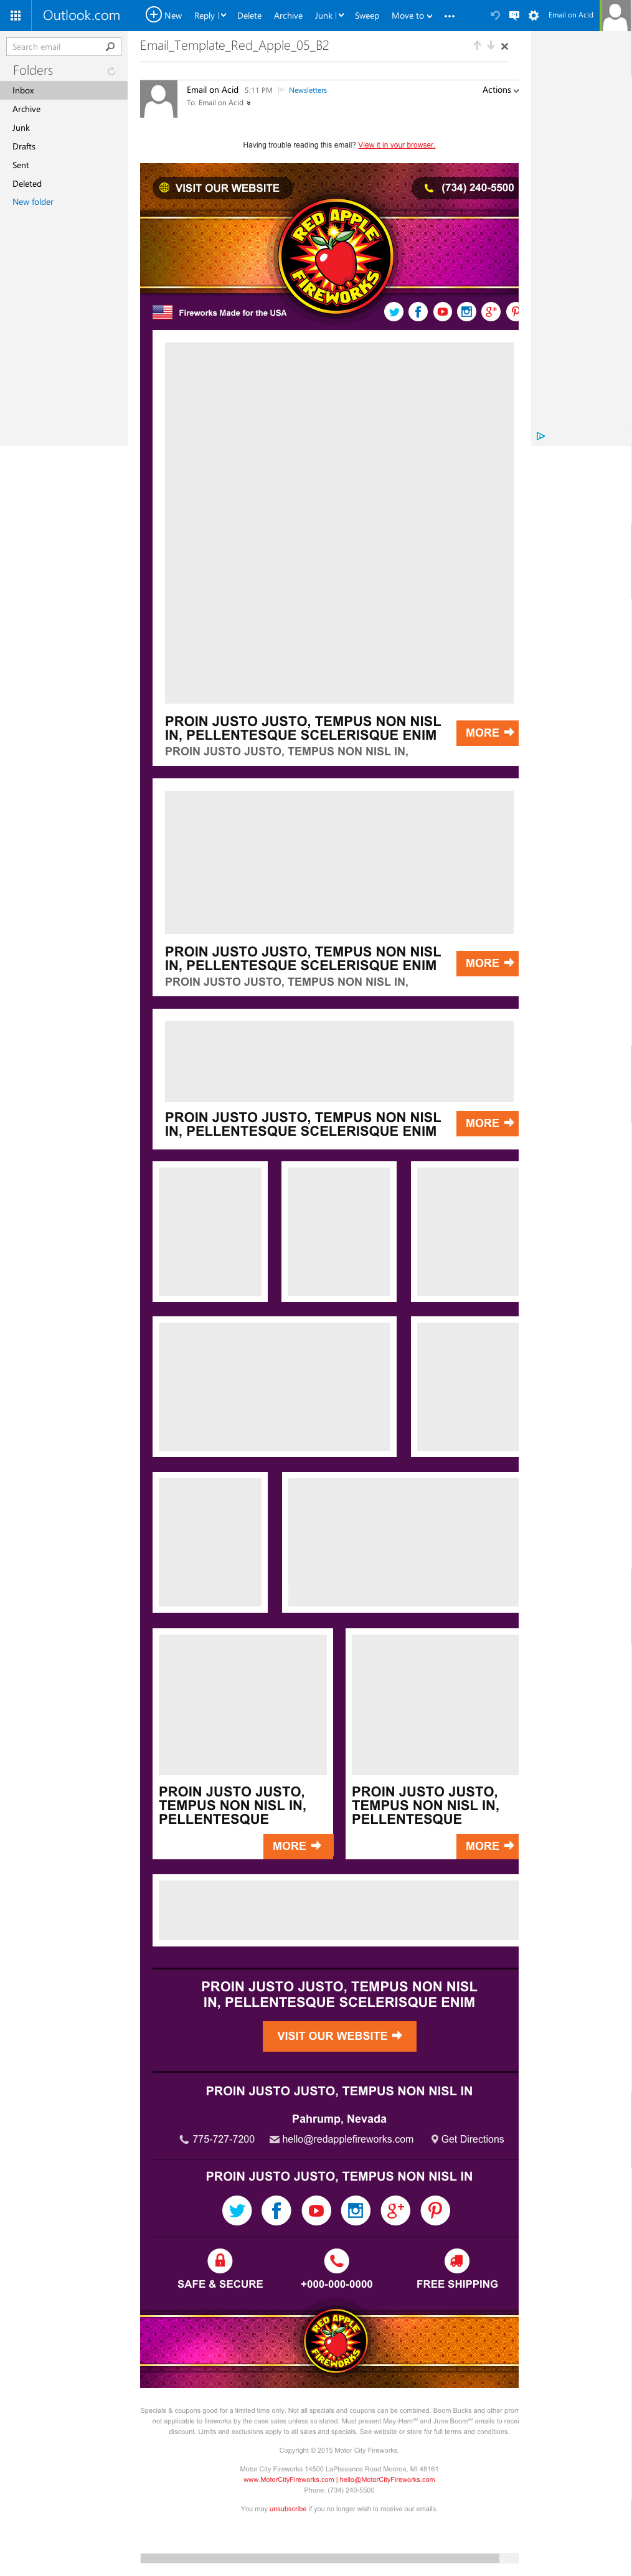 Outlook.com
New Reply Delete Archive Junk Sweep Move to ••• Email on Acid
Search email
Folders
Inbox
Archive
Junk
Drafts
Sent
Deleted
New folder
Email_Template_Red_Apple_05_B2
Email on Acid 5:11 PM Newsletters Actions
To: Email on Acid
Having trouble reading this email? View it in your browser.
VISIT OUR WEBSITE (734) 240-5500
RED APPLE
FIREWORKS
Fireworks Made for the USA
PROIN JUSTO JUSTO, TEMPUS NON NISL
IN, PELLENTESQUE SCELERISQUE ENIM
MORE
PROIN JUSTO JUSTO, TEMPUS NON NISL IN,
PROIN JUSTO JUSTO, TEMPUS NON NISL
IN, PELLENTESQUE SCELERISQUE ENIM
MORE
PROIN JUSTO JUSTO, TEMPUS NON NISL IN,
PROIN JUSTO JUSTO, TEMPUS NON NISL
IN, PELLENTESQUE SCELERISQUE ENIM
MORE
PROIN JUSTO JUSTO,
TEMPUS NON NISL IN,
PELLENTESQUE
MORE
PROIN JUSTO JUSTO,
TEMPUS NON NISL IN,
PELLENTESQUE
MORE
PROIN JUSTO JUSTO, TEMPUS NON NISL
IN, PELLENTESQUE SCELERISQUE ENIM
VISIT OUR WEBSITE
PROIN JUSTO JUSTO, TEMPUS NON NISL IN
Pahrump, Nevada
775-727-7200 hello@redapplefireworks.com Get Directions
PROIN JUSTO JUSTO, TEMPUS NON NISL IN
SAFE & SECURE +000-000-0000 FREE SHIPPING
RED APPLE
FIREWORKS
Specials & coupons good for a limited time only. Not all specials and coupons can be combined. Boom Bucks and other pror
not applicable to fireworks by the case sales unless so stated. Must present May-Hem℠ and June Boom℠ emails to recei
discount. Limits and exclusions apply to all sales and specials. See website or store for full terms and conditions.
Copyright © 2015 Motor City Fireworks.
Motor City Fireworks 14500 LaPlaisance Road Monroe, MI 48161
www.MotorCityFireworks.com | hello@MotorCityFireworks.com
Phone: (734) 240-5500
You may unsubscribe if you no longer wish to receive our emails.